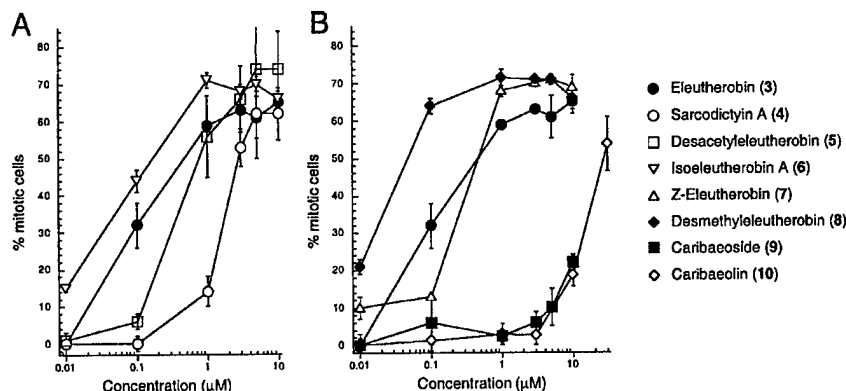 A
% mitotic cells
80
70
60
50
40
30
20
10
0
0.01
0.1
1
10
Concentration (μM)
B
% mitotic cells
80
70
60
50
40
30
20
10
0
0.01
0.1
1
10
Concentration (μM)
Eleutherobin (3)
Sarcodictyin A (4)
Desacetyleleutherobin (5)
Isoeleutherobin A (6)
Z-Eleutherobin (7)
Desmethyleleutherobin (8)
Caribaeoside (9)
Caribaeolin (10)